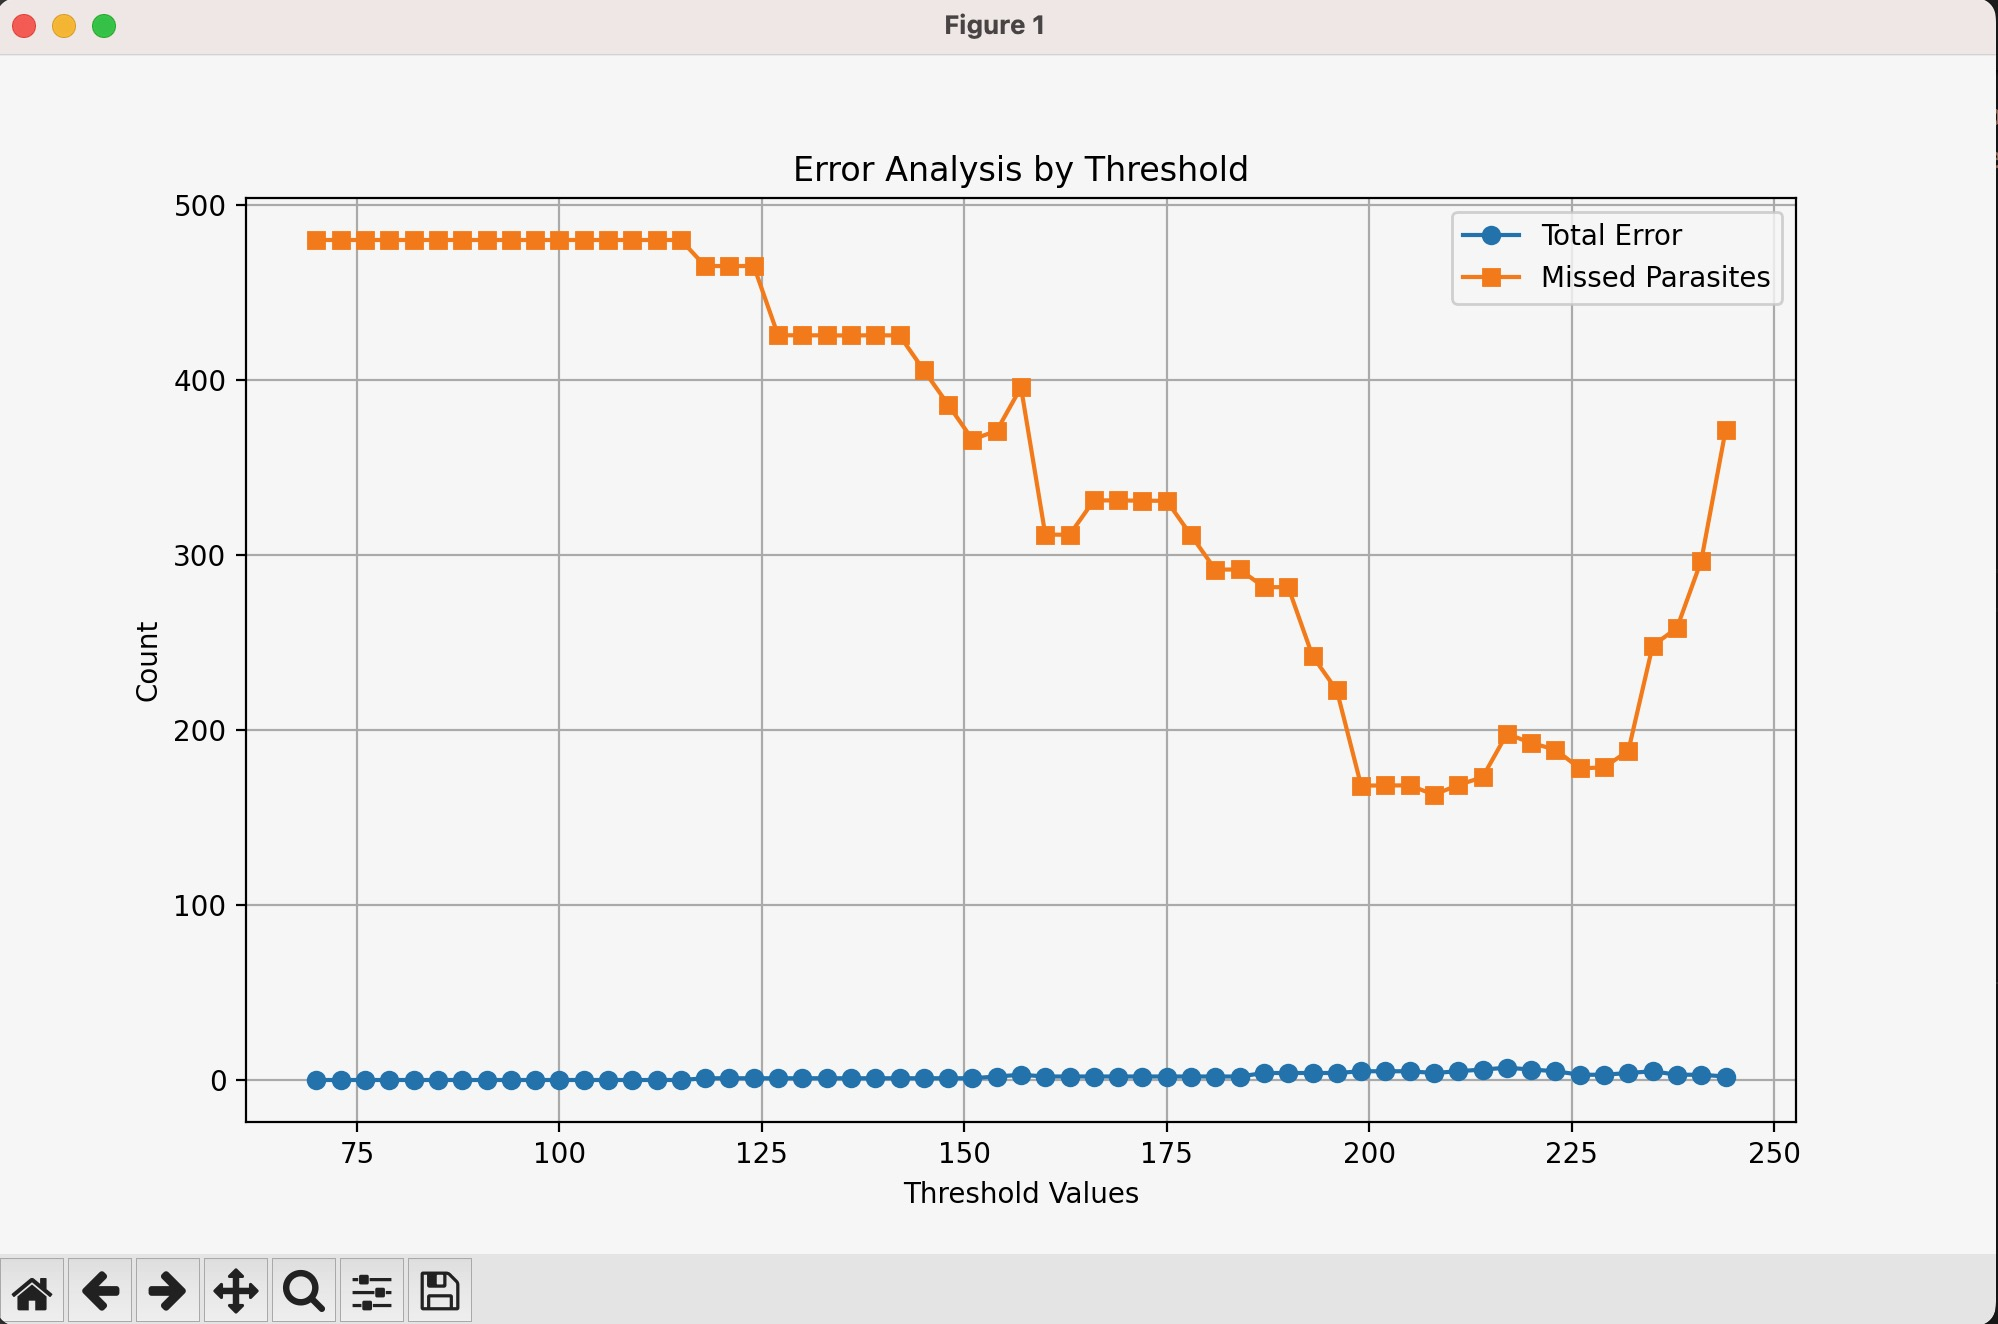 Figure 1
Error Analysis by Threshold
Total Error
Missed Parasites
500
400
300
200
100
0
Count
75 100 125 150 175 200 225 250
Threshold Values